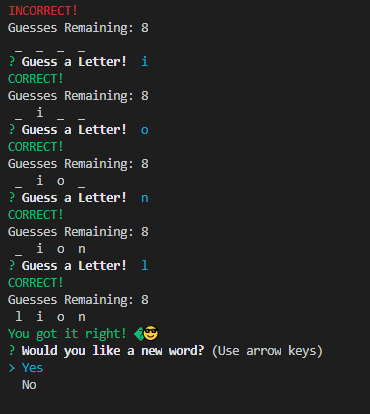 INCORRECT!
Guesses Remaining: 8
_ _ _ _
? Guess a Letter! i
CORRECT!
Guesses Remaining: 8
_ i _ _
? Guess a Letter! o
CORRECT!
Guesses Remaining: 8
_ i o _
? Guess a Letter! n
CORRECT!
Guesses Remaining: 8
_ i o n
? Guess a Letter! l
CORRECT!
Guesses Remaining: 8
l i o n
You got it right! �😎
? Would you like a new word? (Use arrow keys)
> Yes
No